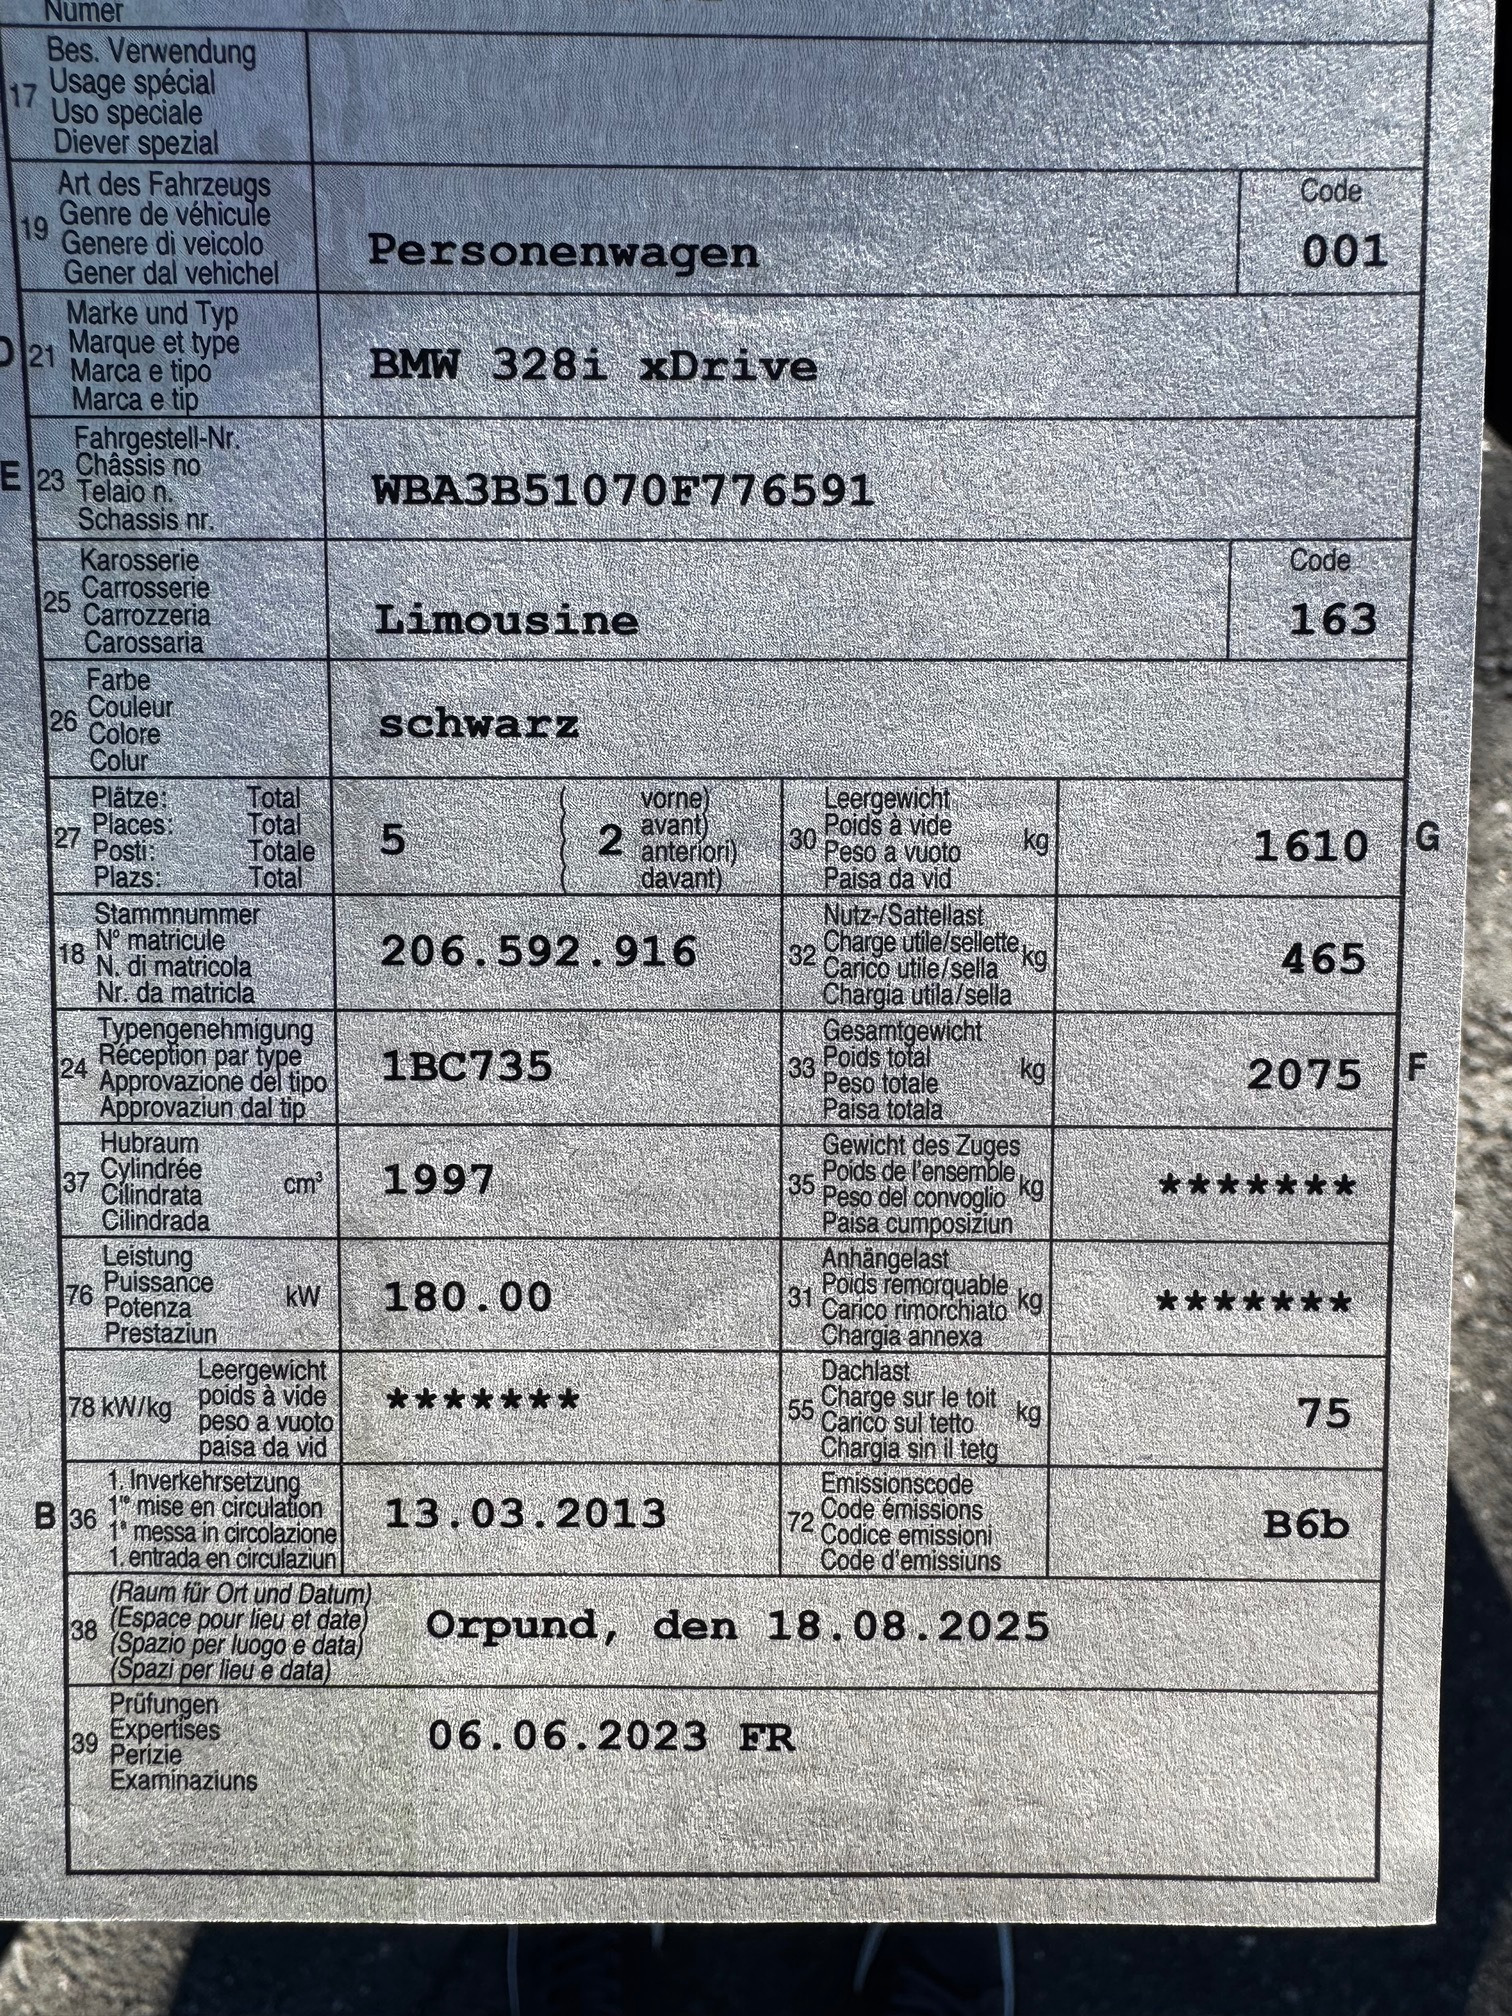 Numer
17 Bes. Verwendung
Usage spécial
Uso speciale
Diever spezial
19 Art des Fahrzeugs
Genre de véhicule
Genere di veicolo
Gener dal vehichel
Personenwagen
Code
001
D 21 Marke und Typ
Marque et type
Marca e tipo
Marca e tip
BMW 328i xDrive
E 23 Fahrgestell-Nr.
Châssis no
Telaio n.
Schassis nr.
WBA3B51070F776591
25 Karosserie
Carrosserie
Carrozzeria
Carossaria
Limousine
Code
163
26 Farbe
Couleur
Colore
Colur
schwarz
27 Plätze: Total
Places: Total
Posti: Totale
Plazs: Total
5 ( 2 vorne)
( avant)
( anteriori)
( davant)
30 Leergewicht
Poids à vide kg
Peso a vuoto
Paisa da vid
1610 G
18 Stammnummer
N° matricule
N. di matricola
Nr. da matricla
206.592.916
32 Nutz-/Sattellast
Charge utile/sellette kg
Carico utile/sella
Chargia utila/sella
465
24 Typengenehmigung
Réception par type
Approvazione del tipo
Approvaziun dal tip
1BC735
33 Gesamtgewicht
Poids total kg
Peso totale
Paisa totala
2075 F
37 Hubraum
Cylindrée cm³
Cilindrata
Cilindrada
1997
35 Gewicht des Zuges
Poids de l'ensemble kg
Peso del convoglio
Paisa cumposiziun
*******
76 Leistung
Puissance kW
Potenza
Prestaziun
180.00
31 Anhängelast
Poids remorquable kg
Carico rimorchiato
Chargia annexa
*******
78 kW/kg Leergewicht
poids à vide
peso a vuoto
paisa da vid
*******
55 Dachlast
Charge sur le toit kg
Carico sul tetto
Chargia sin il tetg
75
B 36 1. Inverkehrsetzung
1re mise en circulation
1a messa in circolazione
1. entrada en circulaziun
13.03.2013
72 Emissionscode
Code émissions
Codice emissioni
Code d'emissiuns
B6b
38 (Raum für Ort und Datum)
(Espace pour lieu et date)
(Spazio per luogo e data)
(Spazi per lieu e data)
Orpund, den 18.08.2025
39 Prüfungen
Expertises
Perizie
Examinaziuns
06.06.2023 FR